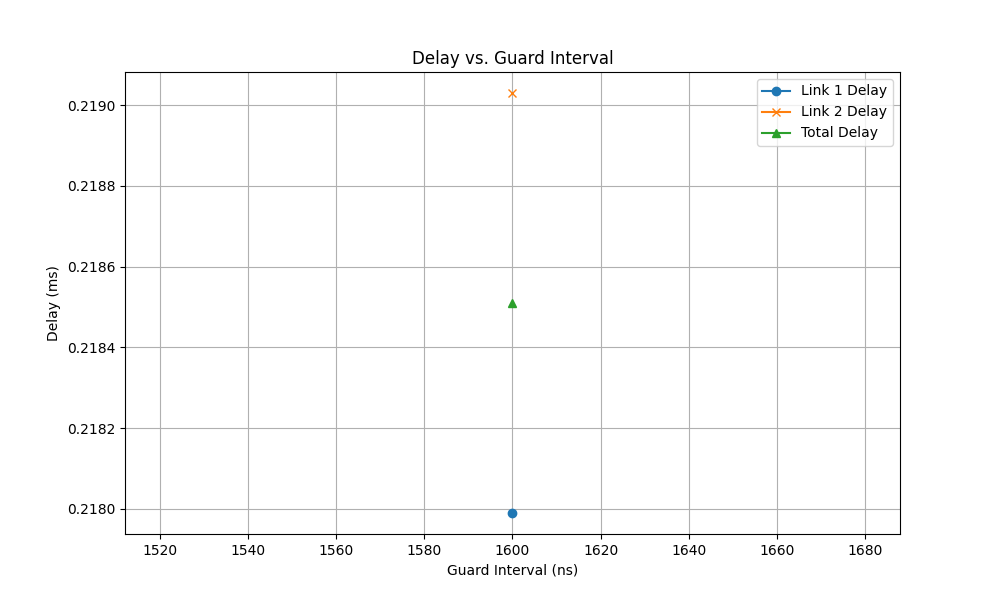 Delay vs. Guard Interval
Link 1 Delay
Link 2 Delay
Total Delay
Delay (ms)
0.2190
0.2188
0.2186
0.2184
0.2182
0.2180
1520 1540 1560 1580 1600 1620 1640 1660 1680
Guard Interval (ns)